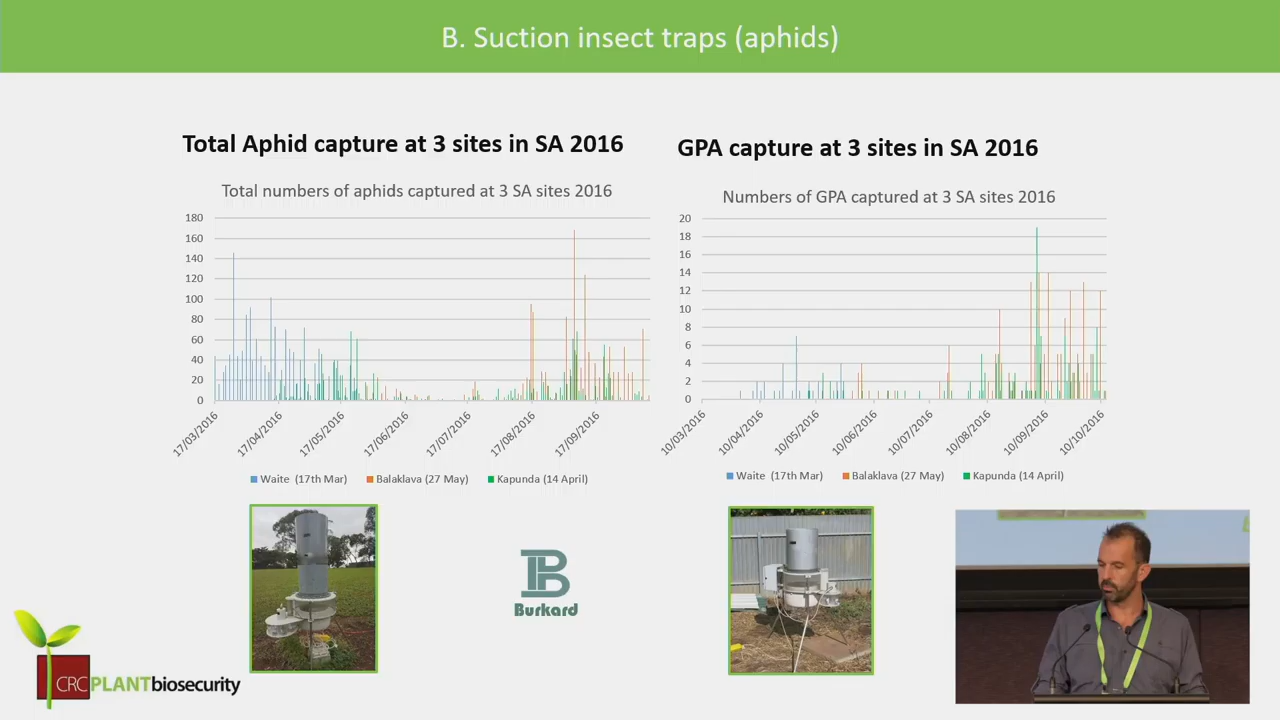 B. Suction insect traps (aphids)
Total Aphid capture at 3 sites in SA 2016
Total numbers of aphids captured at 3 SA sites 2016
180
160
140
120
100
80
60
40
20
0
17/03/2016
17/04/2016
17/05/2016
17/06/2016
17/07/2016
17/08/2016
17/09/2016
Waite (17th Mar)
Balaklava (27 May)
Kapunda (14 April)
GPA capture at 3 sites in SA 2016
Numbers of GPA captured at 3 SA sites 2016
20
18
16
14
12
10
8
6
4
2
0
10/03/2016
10/04/2016
10/05/2016
10/06/2016
10/07/2016
10/08/2016
10/09/2016
10/10/2016
Waite (17th Mar)
Balaklava (27 May)
Kapunda (14 April)
B
Burkard
CRCPLANTbiosecurity